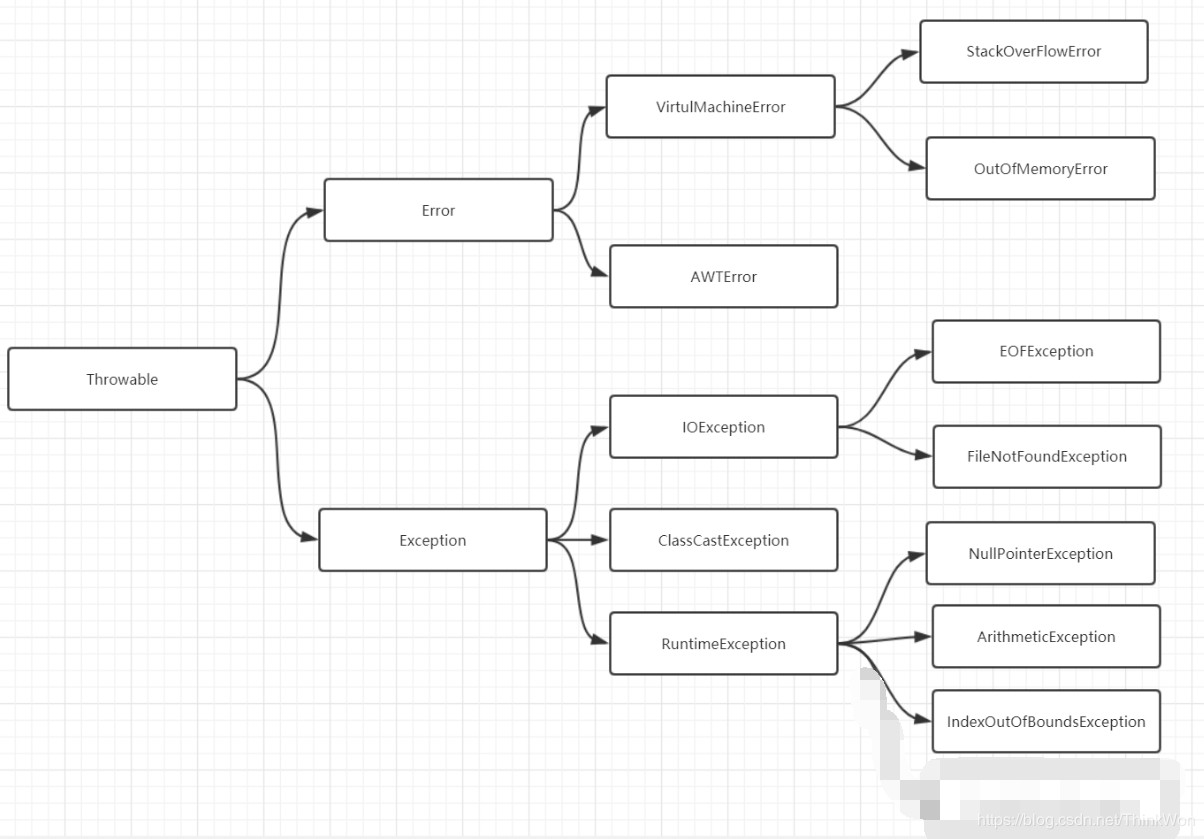 StackOverFlowError
VirtulMachineError
OutOfMemoryError
Error
AWTError
Throwable
EOFException
IOException
FileNotFoundException
Exception
ClassCastException
NullPointerException
RuntimeException
ArithmeticException
IndexOutOfBoundsException
https://blog.csdn.net/ThinkWon